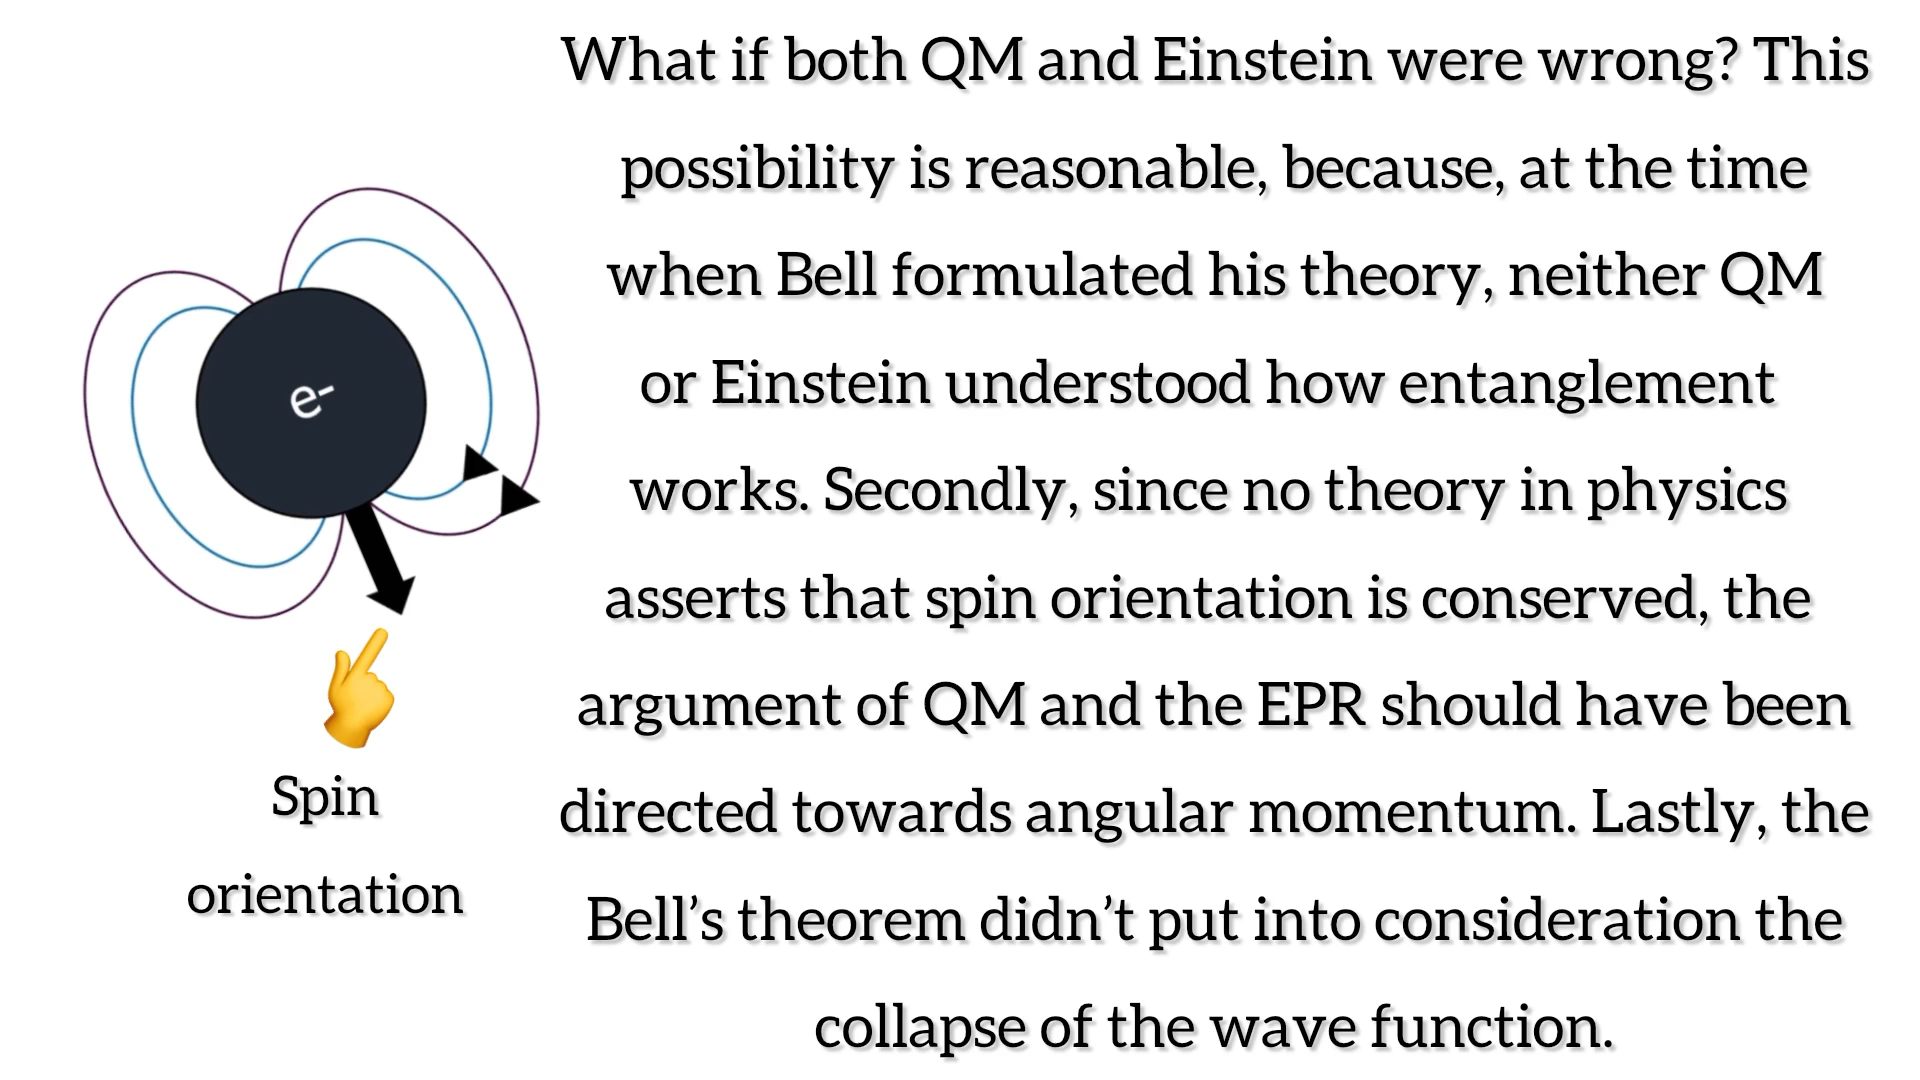 What if both QM and Einstein were wrong? This
possibility is reasonable, because, at the time
when Bell formulated his theory, neither QM
or Einstein understood how entanglement
works. Secondly, since no theory in physics
asserts that spin orientation is conserved, the
argument of QM and the EPR should have been
directed towards angular momentum. Lastly, the
Bell’s theorem didn’t put into consideration the
collapse of the wave function.
e-
Spin
orientation